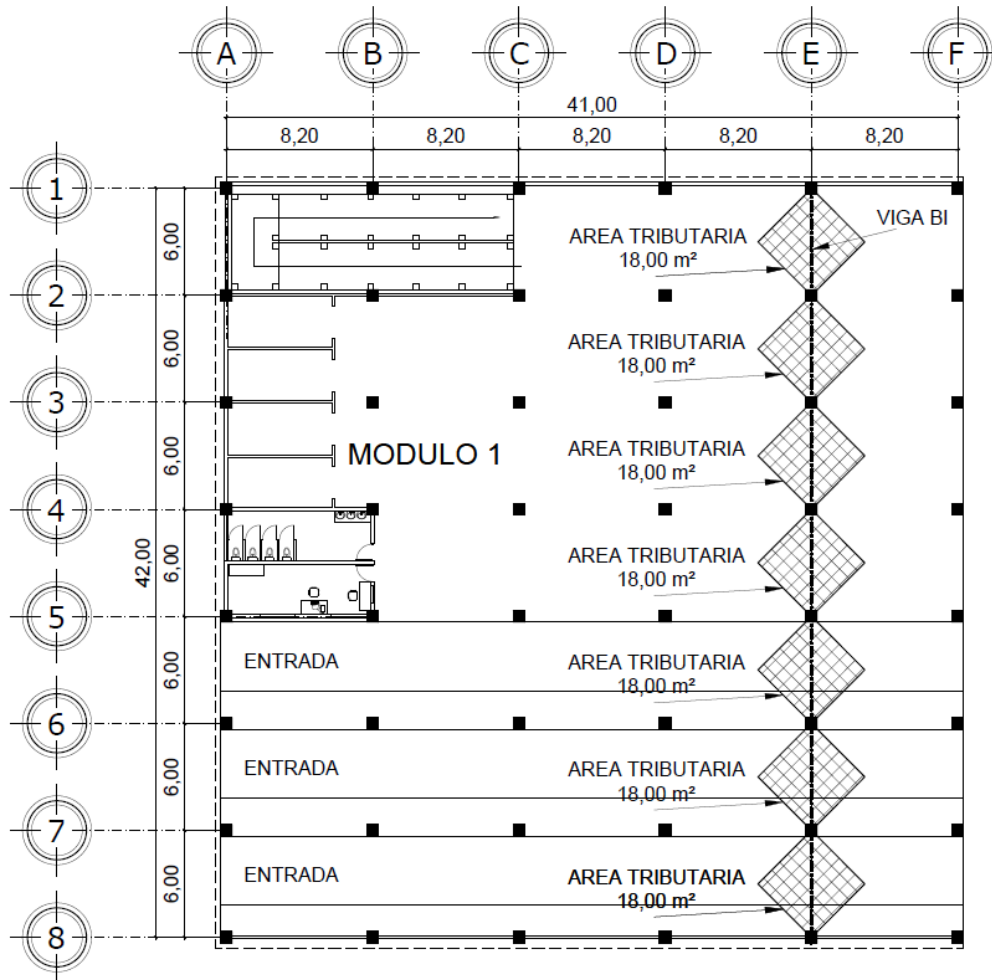 A B C D E F
41,00
8,20 8,20 8,20 8,20 8,20
1
6,00
AREA TRIBUTARIA
18,00 m²
VIGA BI
2
6,00
AREA TRIBUTARIA
18,00 m²
3
6,00
MODULO 1
AREA TRIBUTARIA
18,00 m²
4
42,00
6,00
AREA TRIBUTARIA
18,00 m²
5
6,00
ENTRADA
AREA TRIBUTARIA
18,00 m²
6
6,00
ENTRADA
AREA TRIBUTARIA
18,00 m²
7
6,00
ENTRADA
AREA TRIBUTARIA
18,00 m²
8